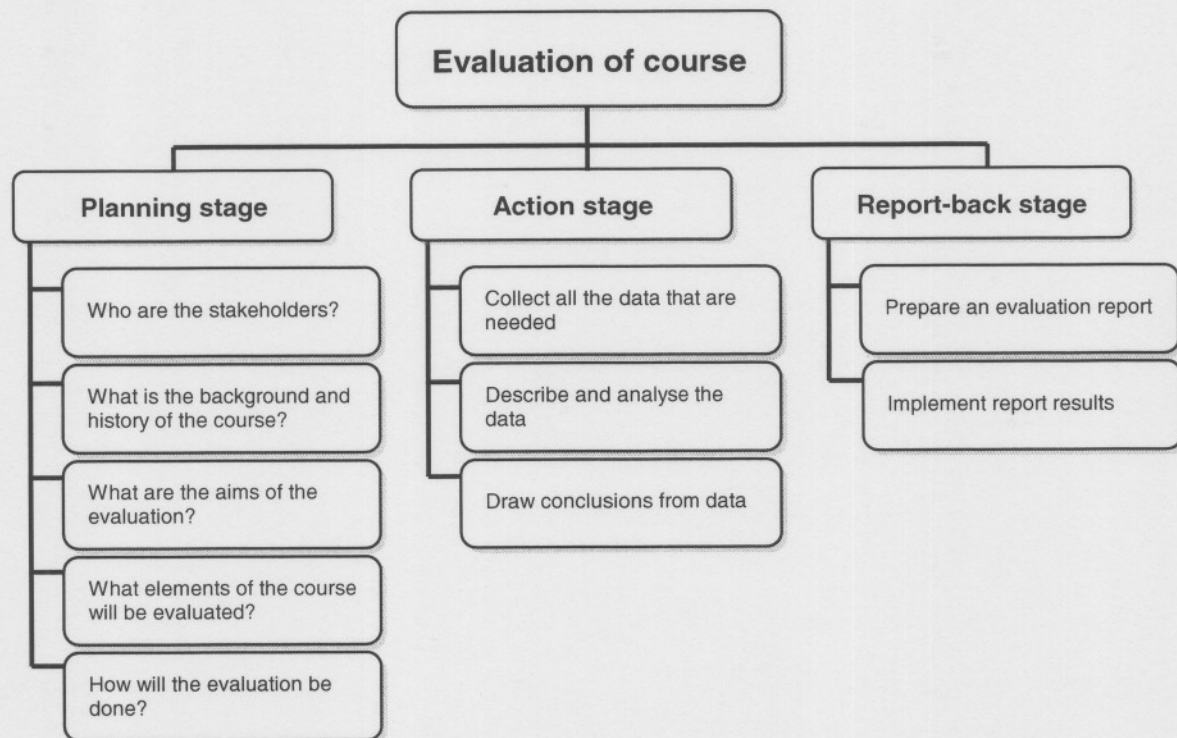 Evaluation of course
Planning stage
Who are the stakeholders?
What is the background and
history of the course?
What are the aims of the
evaluation?
What elements of the course
will be evaluated?
How will the evaluation be
done?
Action stage
Collect all the data that are
needed
Describe and analyse the
data
Draw conclusions from data
Report-back stage
Prepare an evaluation report
Implement report results